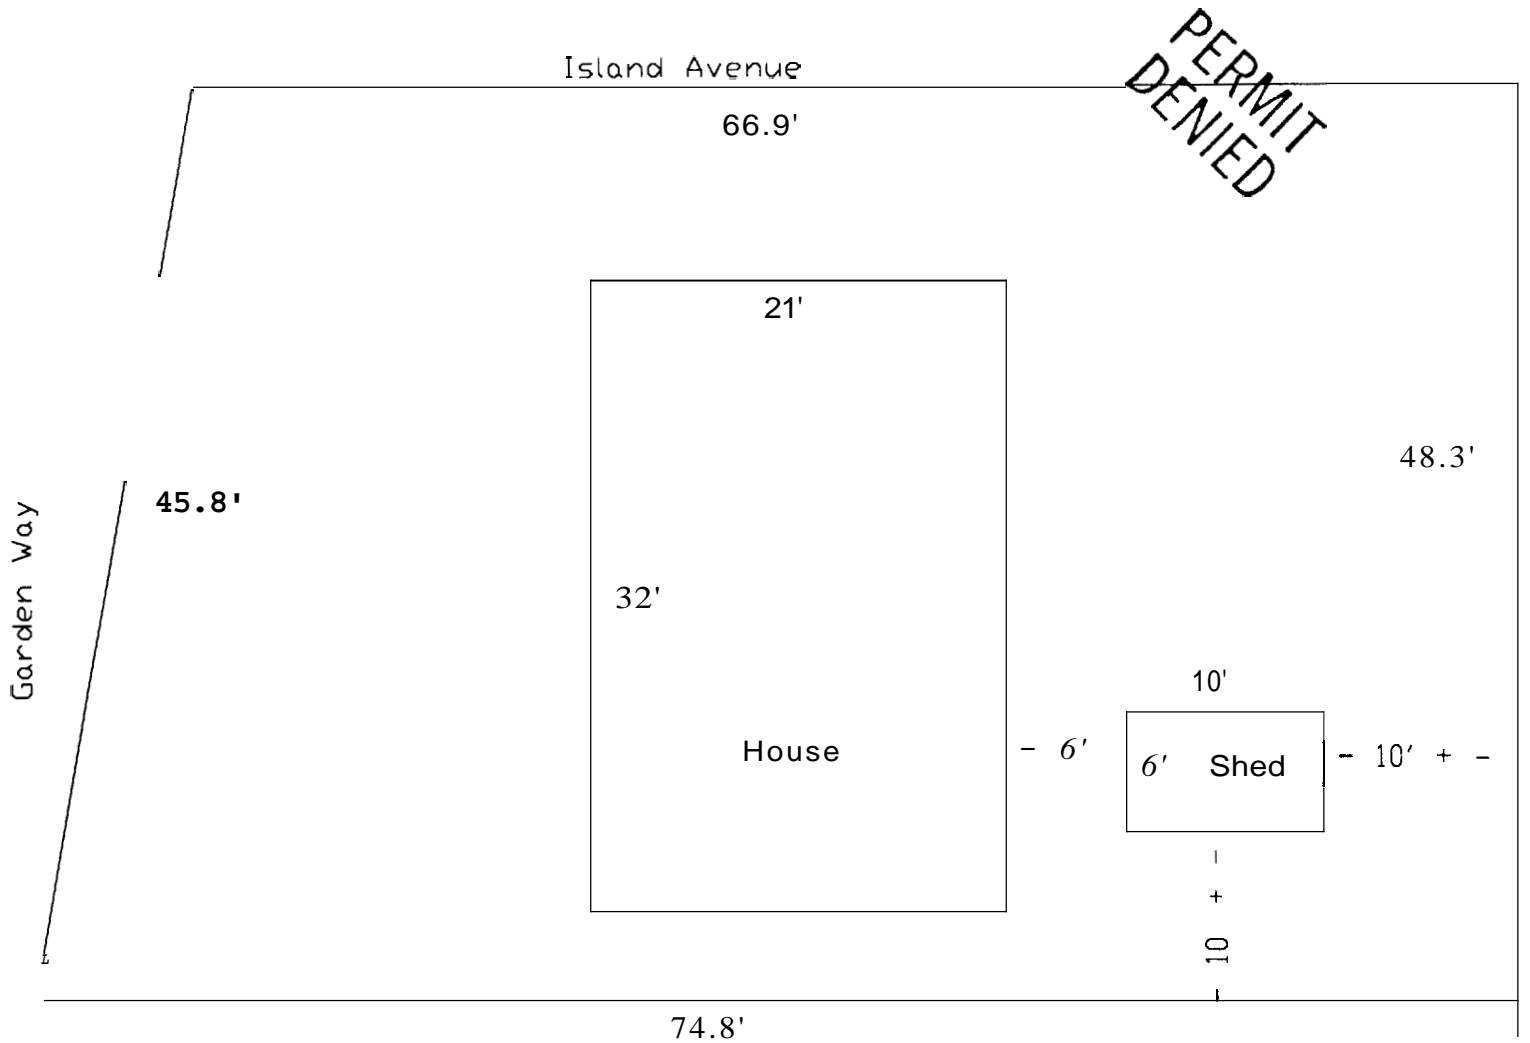 PERMIT
DENIED
Island Avenue
66.9'
21'
48.3'
45.8'
Garden Way
32'
10'
House
- 6'
6' Shed
- 10' + -
- 10 + -
74.8'